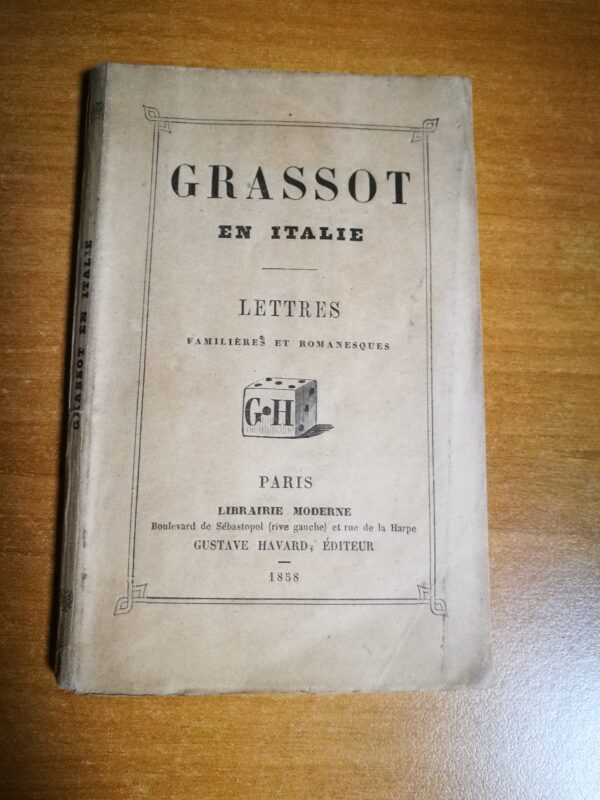 GRASSOT
EN ITALIE
LETTRES
FAMILIÈRES ET ROMANESQUES
G•H
PARIS
LIBRAIRIE MODERNE
Boulevard de Sébastopol (rive gauche) et rue de la Harpe
GUSTAVE HAVARD, ÉDITEUR
1858
GRASSOT EN ITALIE